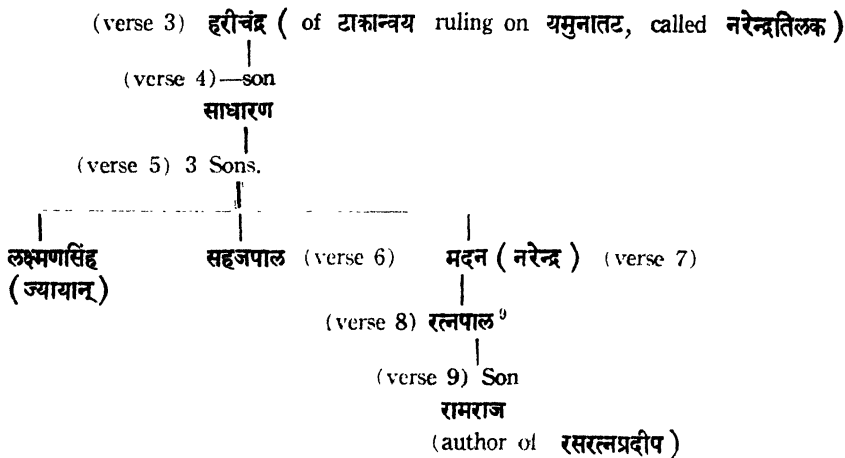 (verse 3) हरीचंद्र ( of टाकान्वय ruling on यमुनातट, called नरेन्द्रतिलक )
(verse 4)—son
साधारण
(verse 5) 3 Sons.
लक्ष्मणसिंह सहजपाल (verse 6) मदन ( नरेन्द्र ) (verse 7)
( ज्यायान् )
(verse 8) रत्नपाल ⁹
(verse 9) Son
रामराज
(author of रसरत्नप्रदीप )